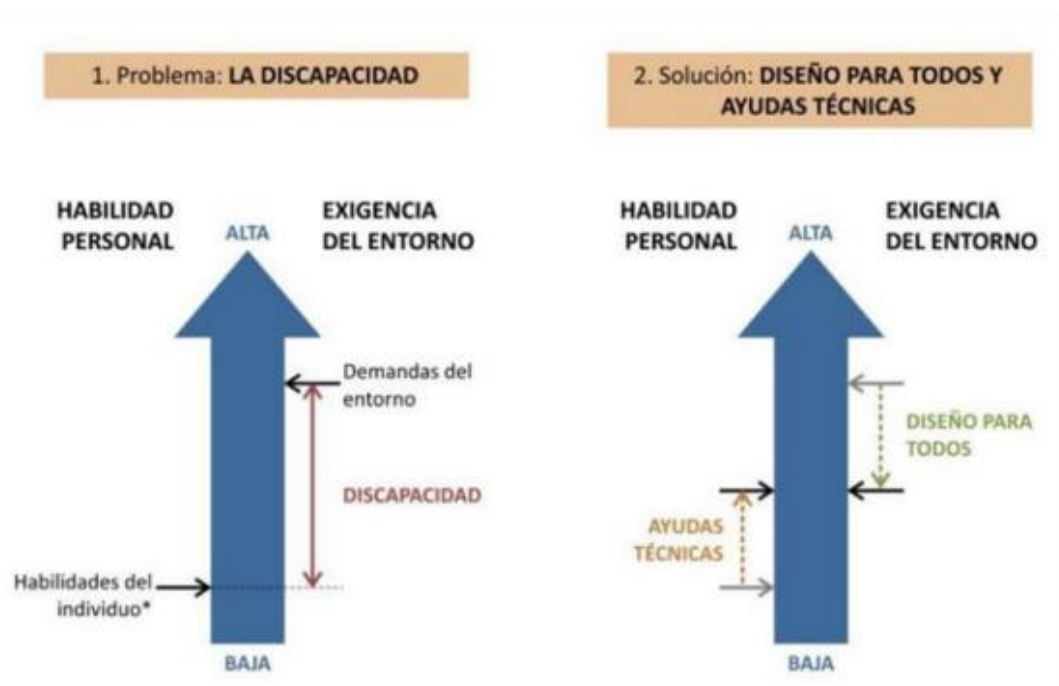 1. Problema: LA DISCAPACIDAD
HABILIDAD
PERSONAL
ALTA
EXIGENCIA
DEL ENTORNO
Demandas del
entorno
DISCAPACIDAD
Habilidades del
individuo*
BAJA
2. Solución: DISEÑO PARA TODOS Y
AYUDAS TÉCNICAS
HABILIDAD
PERSONAL
ALTA
EXIGENCIA
DEL ENTORNO
DISEÑO PARA
TODOS
AYUDAS
TÉCNICAS
BAJA